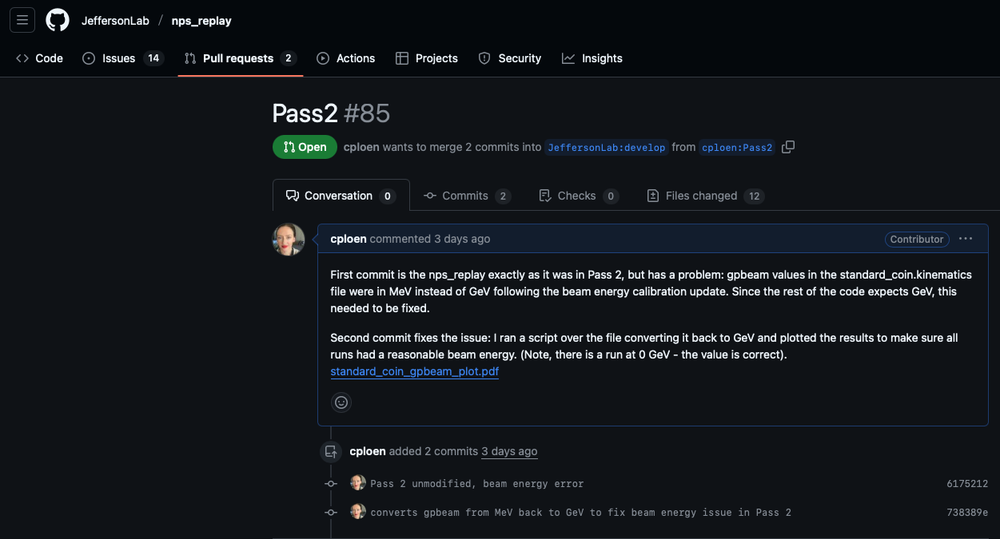 JeffersonLab / nps_replay
Code Issues 14 Pull requests 2 Actions Projects Security Insights
Pass2 #85
Open cploen wants to merge 2 commits into JeffersonLab:develop from cploen:Pass2
Conversation 0 Commits 2 Checks 0 Files changed 12
cploen commented 3 days ago Contributor
First commit is the nps_replay exactly as it was in Pass 2, but has a problem: gpbeam values in the standard_coin.kinematics
file were in MeV instead of GeV following the beam energy calibration update. Since the rest of the code expects GeV, this
needed to be fixed.
Second commit fixes the issue: I ran a script over the file converting it back to GeV and plotted the results to make sure all
runs had a reasonable beam energy. (Note, there is a run at 0 GeV - the value is correct).
standard_coin_gpbeam_plot.pdf
cploen added 2 commits 3 days ago
Pass 2 unmodified, beam energy error 6175212
converts gpbeam from MeV back to GeV to fix beam energy issue in Pass 2 738389e